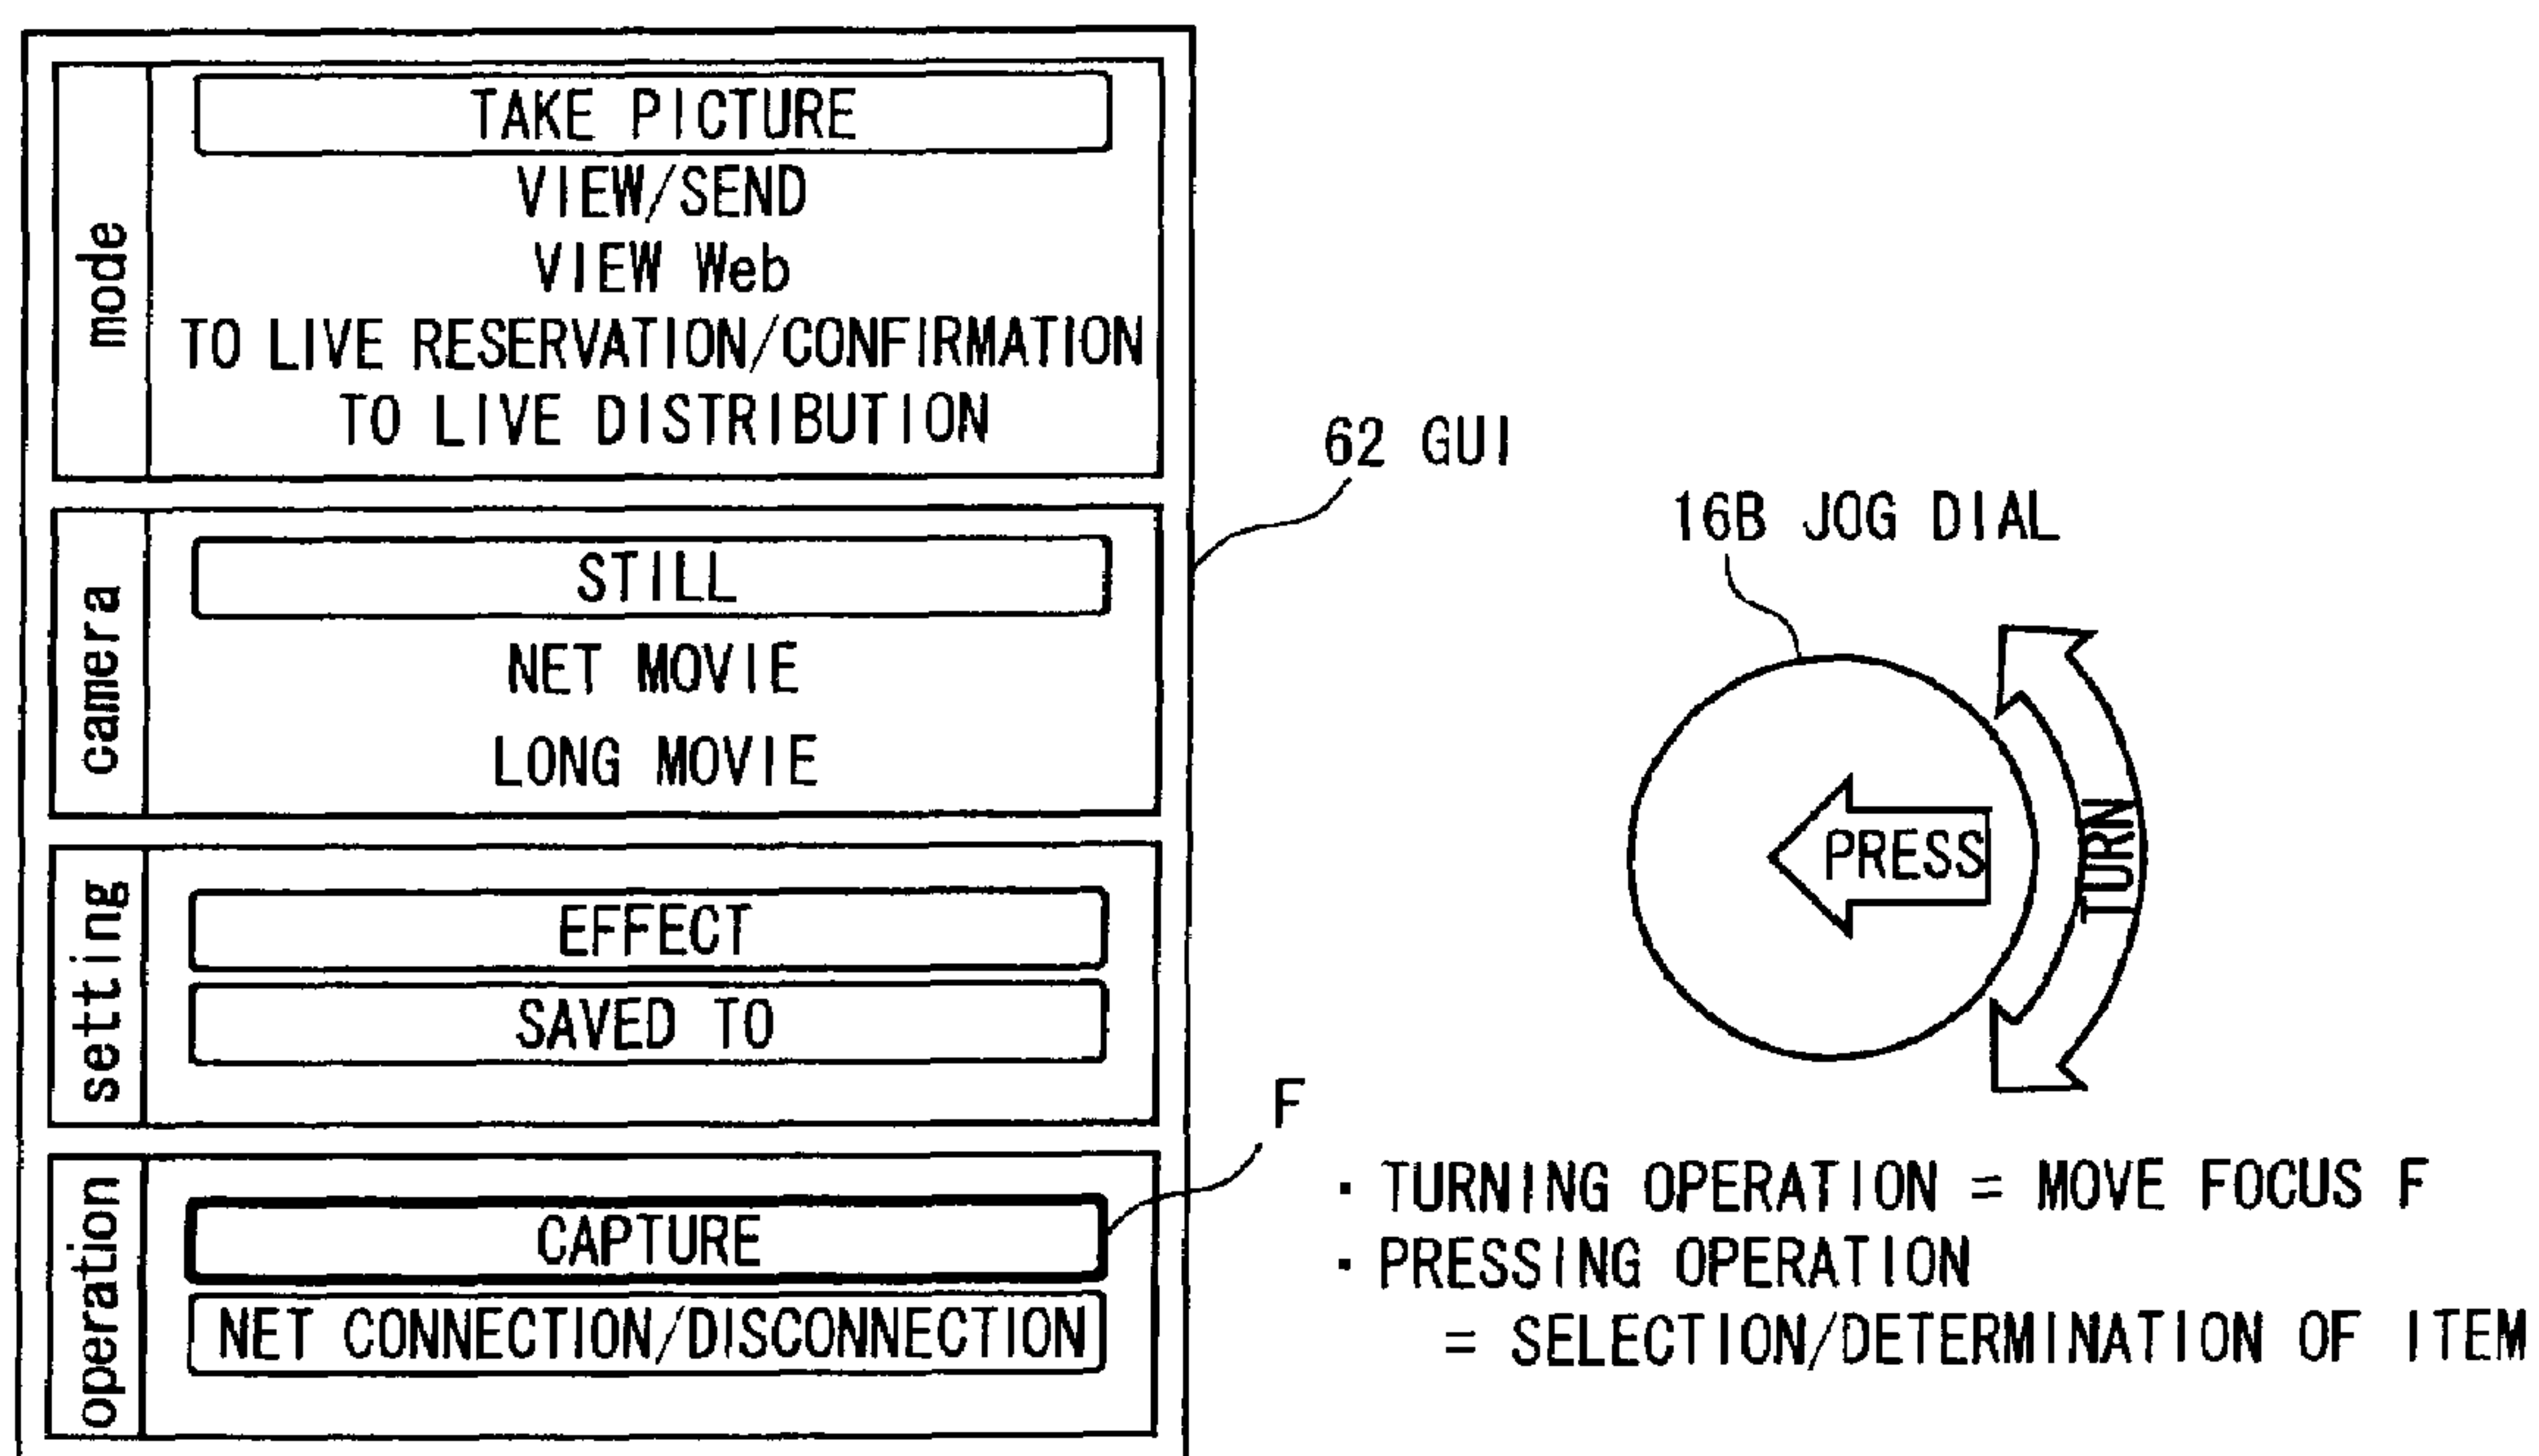 mode
TAKE PICTURE
VIEW/SEND
VIEW Web
TO LIVE RESERVATION/CONFIRMATION
TO LIVE DISTRIBUTION
camera
STILL
NET MOVIE
LONG MOVIE
setting
EFFECT
SAVED TO
operation
CAPTURE
NET CONNECTION/DISCONNECTION
62 GUI
F
16B JOG DIAL
PRESS
TURN
・TURNING OPERATION = MOVE FOCUS F
・PRESSING OPERATION
= SELECTION/DETERMINATION OF ITEM